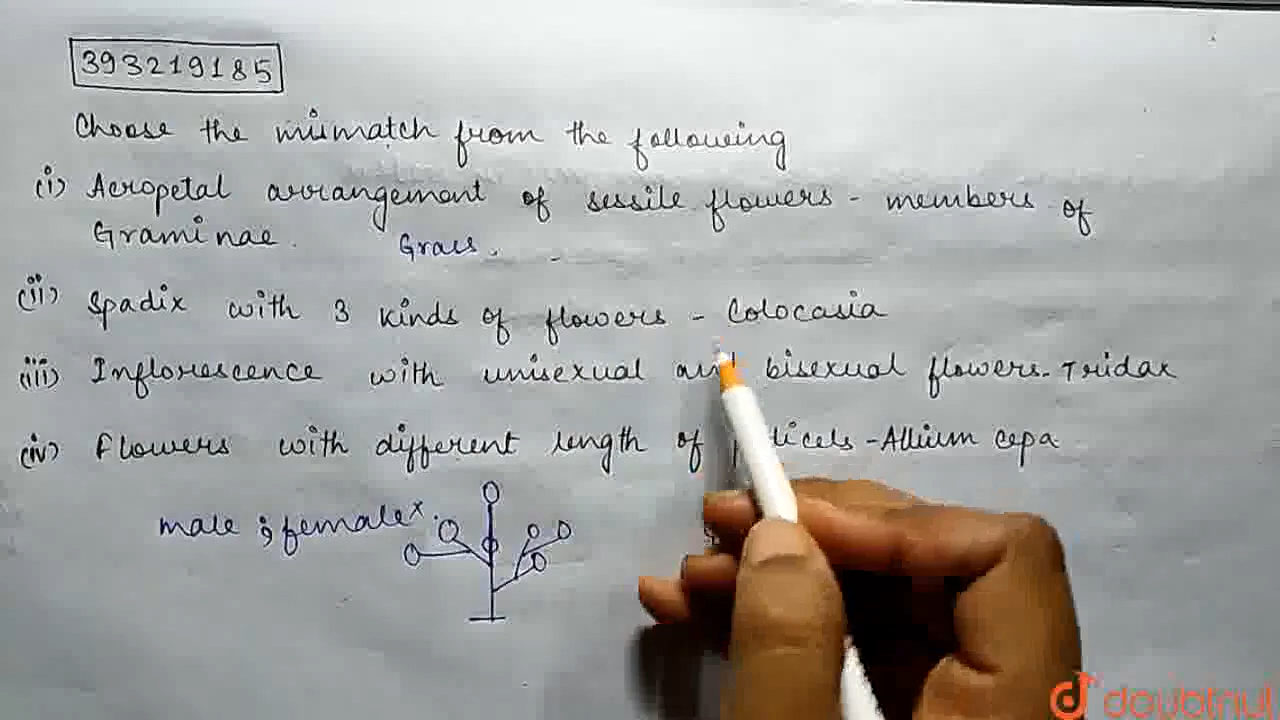 393219185
Choose the mismatch from the following
(i) Acropetal arrangement of sessile flowers - members of
Graminae. Grass.
(ii) Spadix with 3 kinds of flowers - Colocasia
(iii) Inflorescence with unisexual and bisexual flowers. Tridax
(iv) Flowers with different length of pedicels - Allium cepa
male ; female x.
doubtnut